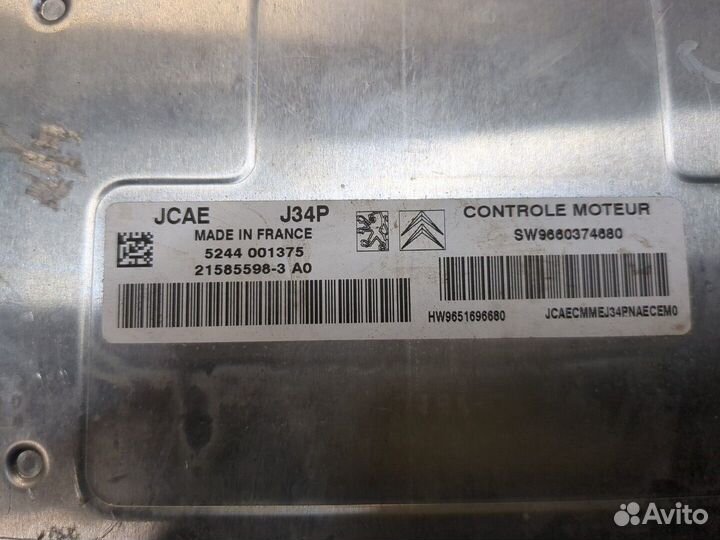 JCAE J34P
MADE IN FRANCE
5244 001375
21585598-3 A0
CONTROLE MOTEUR
SW9660374680
HW9651696680 JCAECMMEJ34PNAECEM0
Avito